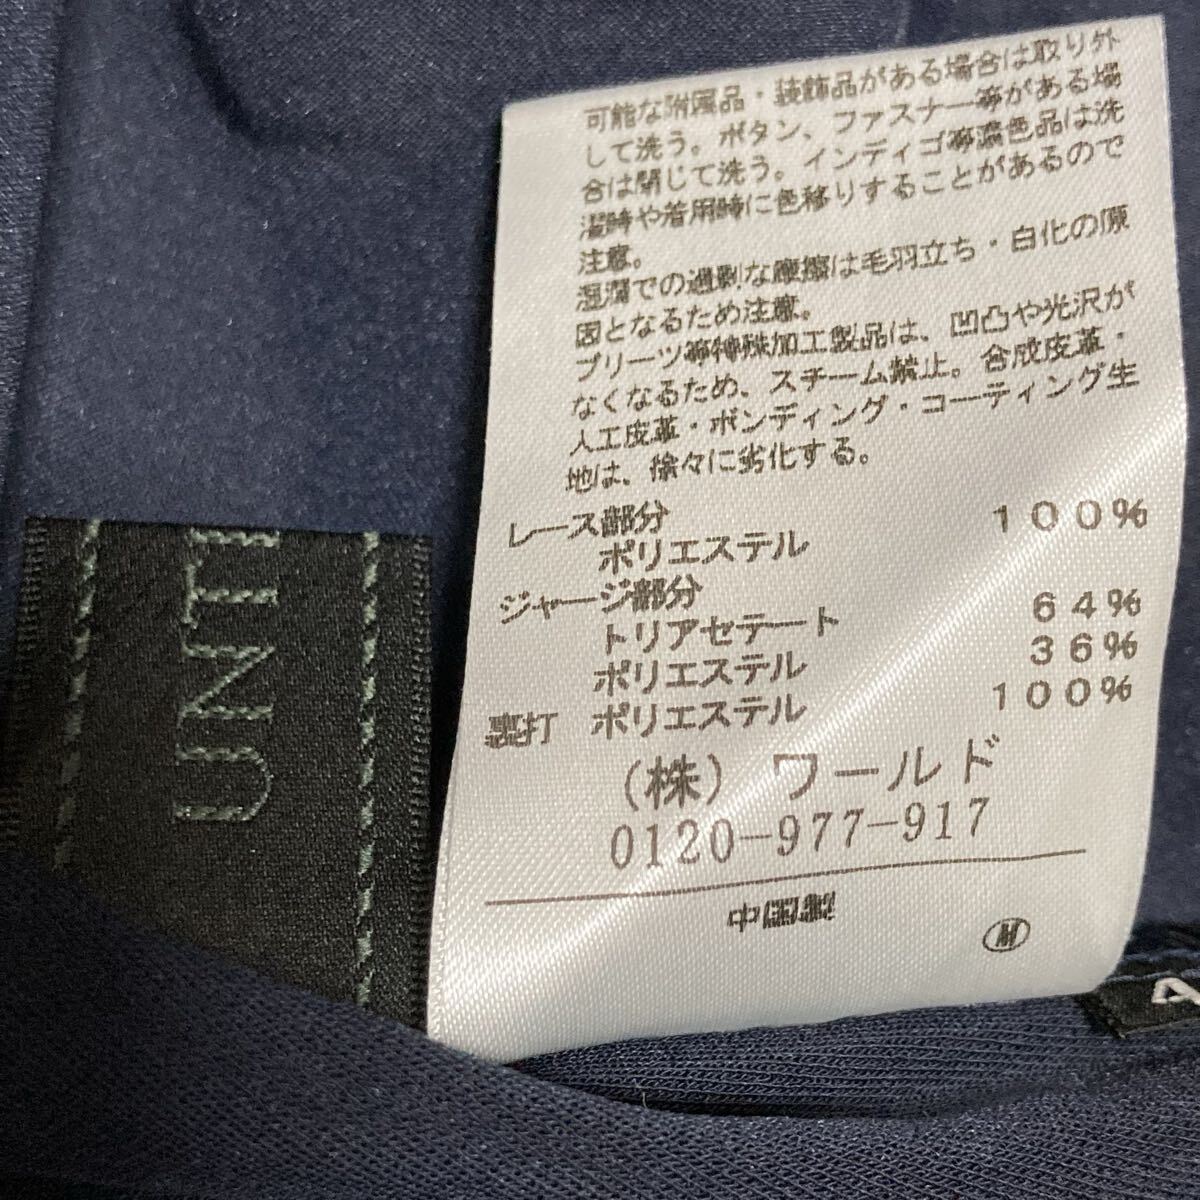 可能な附属品・装飾品がある場合は取り外
して洗う。ボタン、ファスナー等がある場
合は閉じて洗う。インディゴ等濃色品は洗
濯時や着用時に色移りすることがあるので
注意。
湿潤での過剰な摩擦は毛羽立ち・白化の原
因となるため注意。
プリーツ等特殊加工製品は、凹凸や光沢が
なくなるため、スチーム禁止。合成皮革・
人工皮革・ボンディング・コーティング生
地は、徐々に劣化する。
レース部分
ポリエステル 100%
ジャージ部分
トリアセテート 64%
ポリエステル 36%
裏打 ポリエステル 100%
(株) ワールド
0120-977-917
中国製
M
UNTI